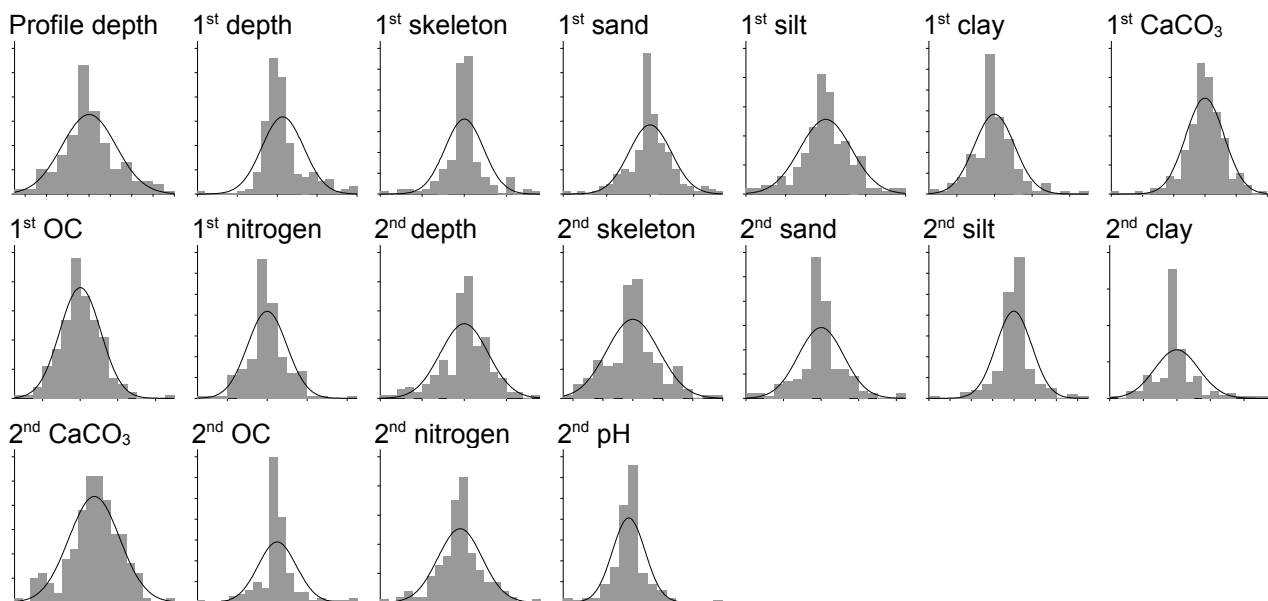 Profile depth 1st depth 1st skeleton 1st sand 1st silt 1st clay 1st CaCO₃
1st OC 1st nitrogen 2nd depth 2nd skeleton 2nd sand 2nd silt 2nd clay
2nd CaCO₃ 2nd OC 2nd nitrogen 2nd pH